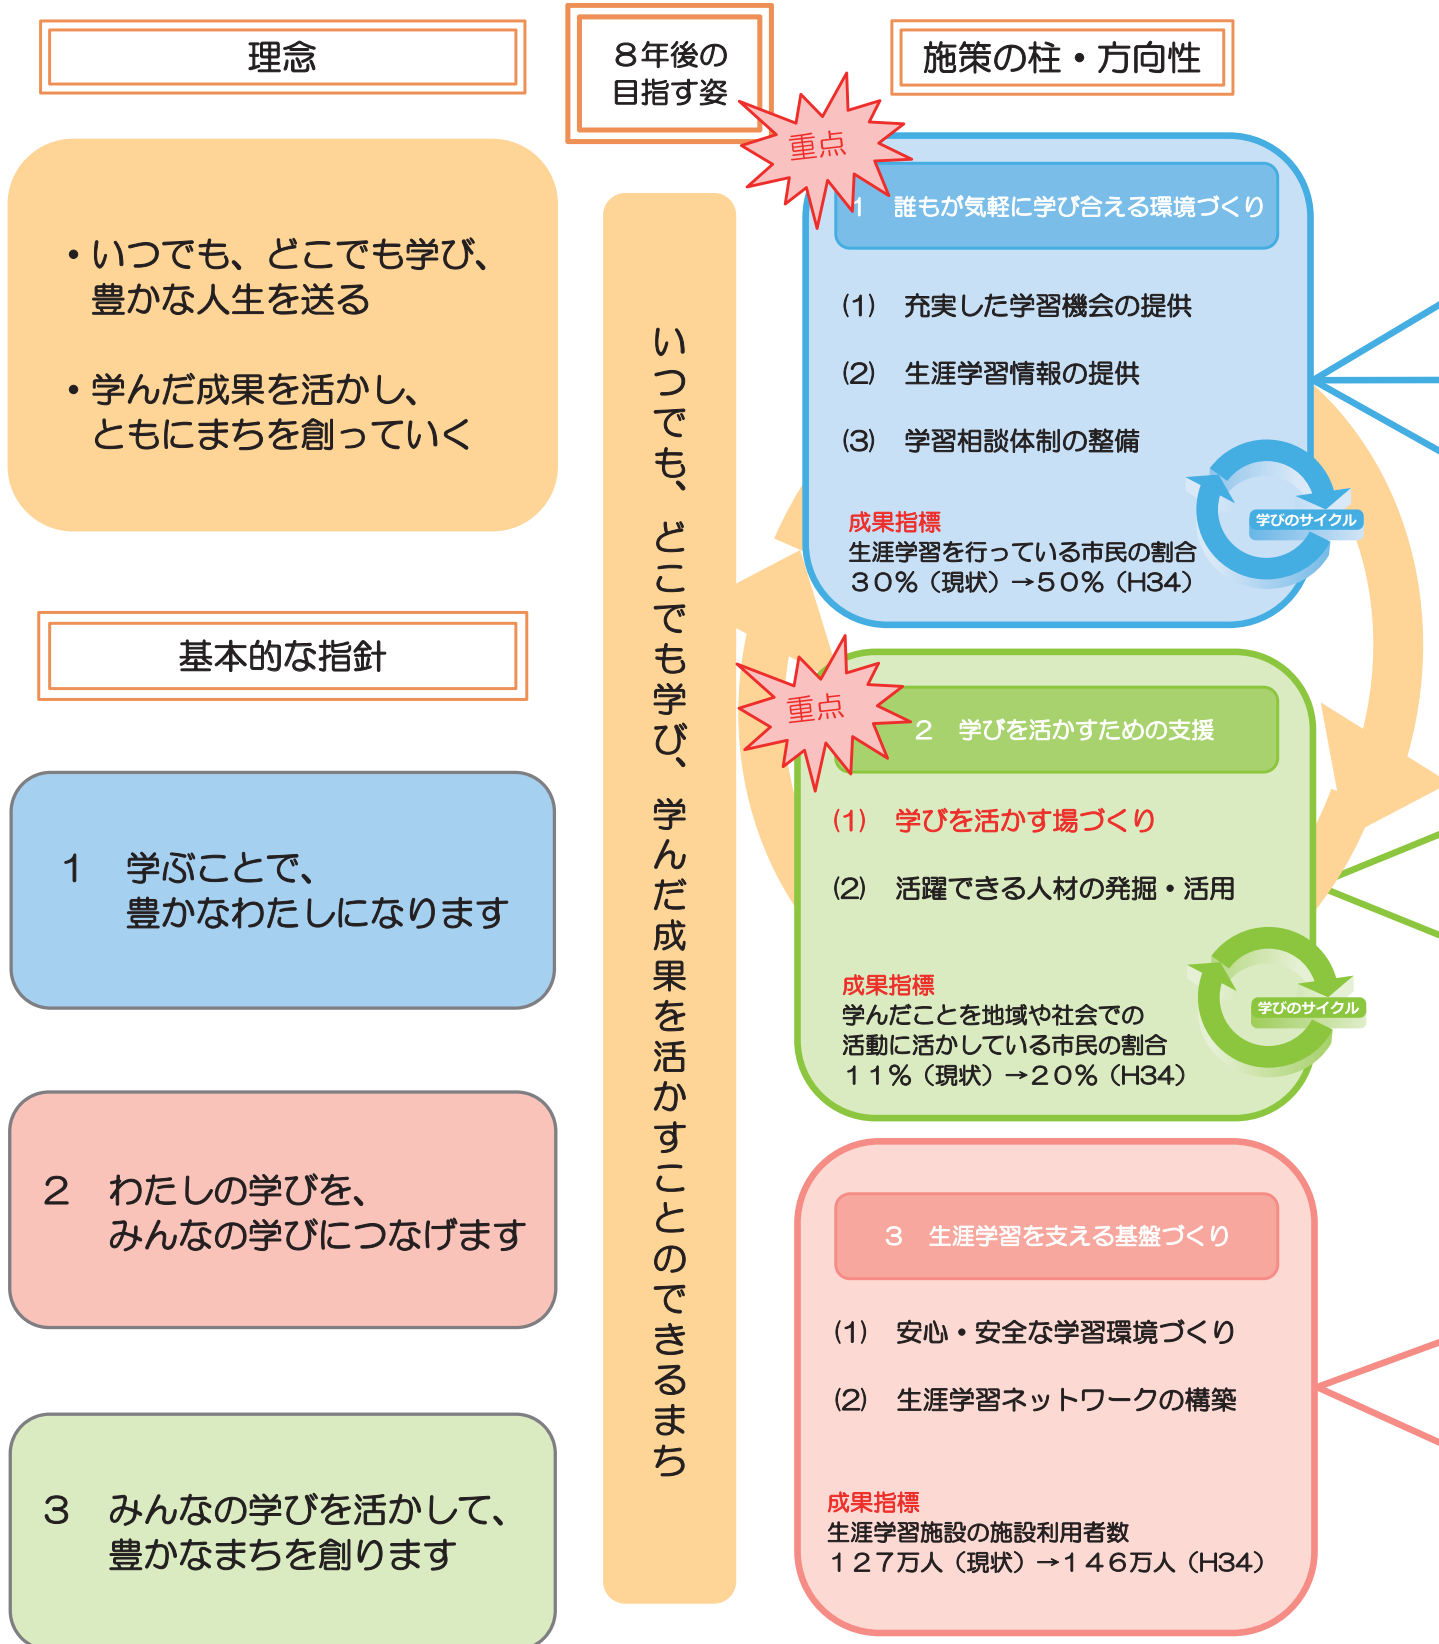 理念
・いつでも、どこでも学び、
豊かな人生を送る
・学んだ成果を活かし、
ともにまちを創っていく
基本的な指針
1　学ぶことで、
豊かなわたしになります
2　わたしの学びを、
みんなの学びにつなげます
3　みんなの学びを活かして、
豊かなまちを創ります
８年後の
目指す姿
いつでも、どこでも学び、学んだ成果を活かすことのできるまち
施策の柱・方向性
重点
1　誰もが気軽に学び合える環境づくり
(1)　充実した学習機会の提供
(2)　生涯学習情報の提供
(3)　学習相談体制の整備
学びのサイクル
成果指標
生涯学習を行っている市民の割合
３０％（現状）→５０％（H34）
重点
2　学びを活かすための支援
(1)　学びを活かす場づくり
(2)　活躍できる人材の発掘・活用
学びのサイクル
成果指標
学んだことを地域や社会での
活動に活かしている市民の割合
１１％（現状）→２０％（H34）
3　生涯学習を支える基盤づくり
(1)　安心・安全な学習環境づくり
(2)　生涯学習ネットワークの構築
成果指標
生涯学習施設の施設利用者数
１２７万人（現状）→１４６万人（H34）